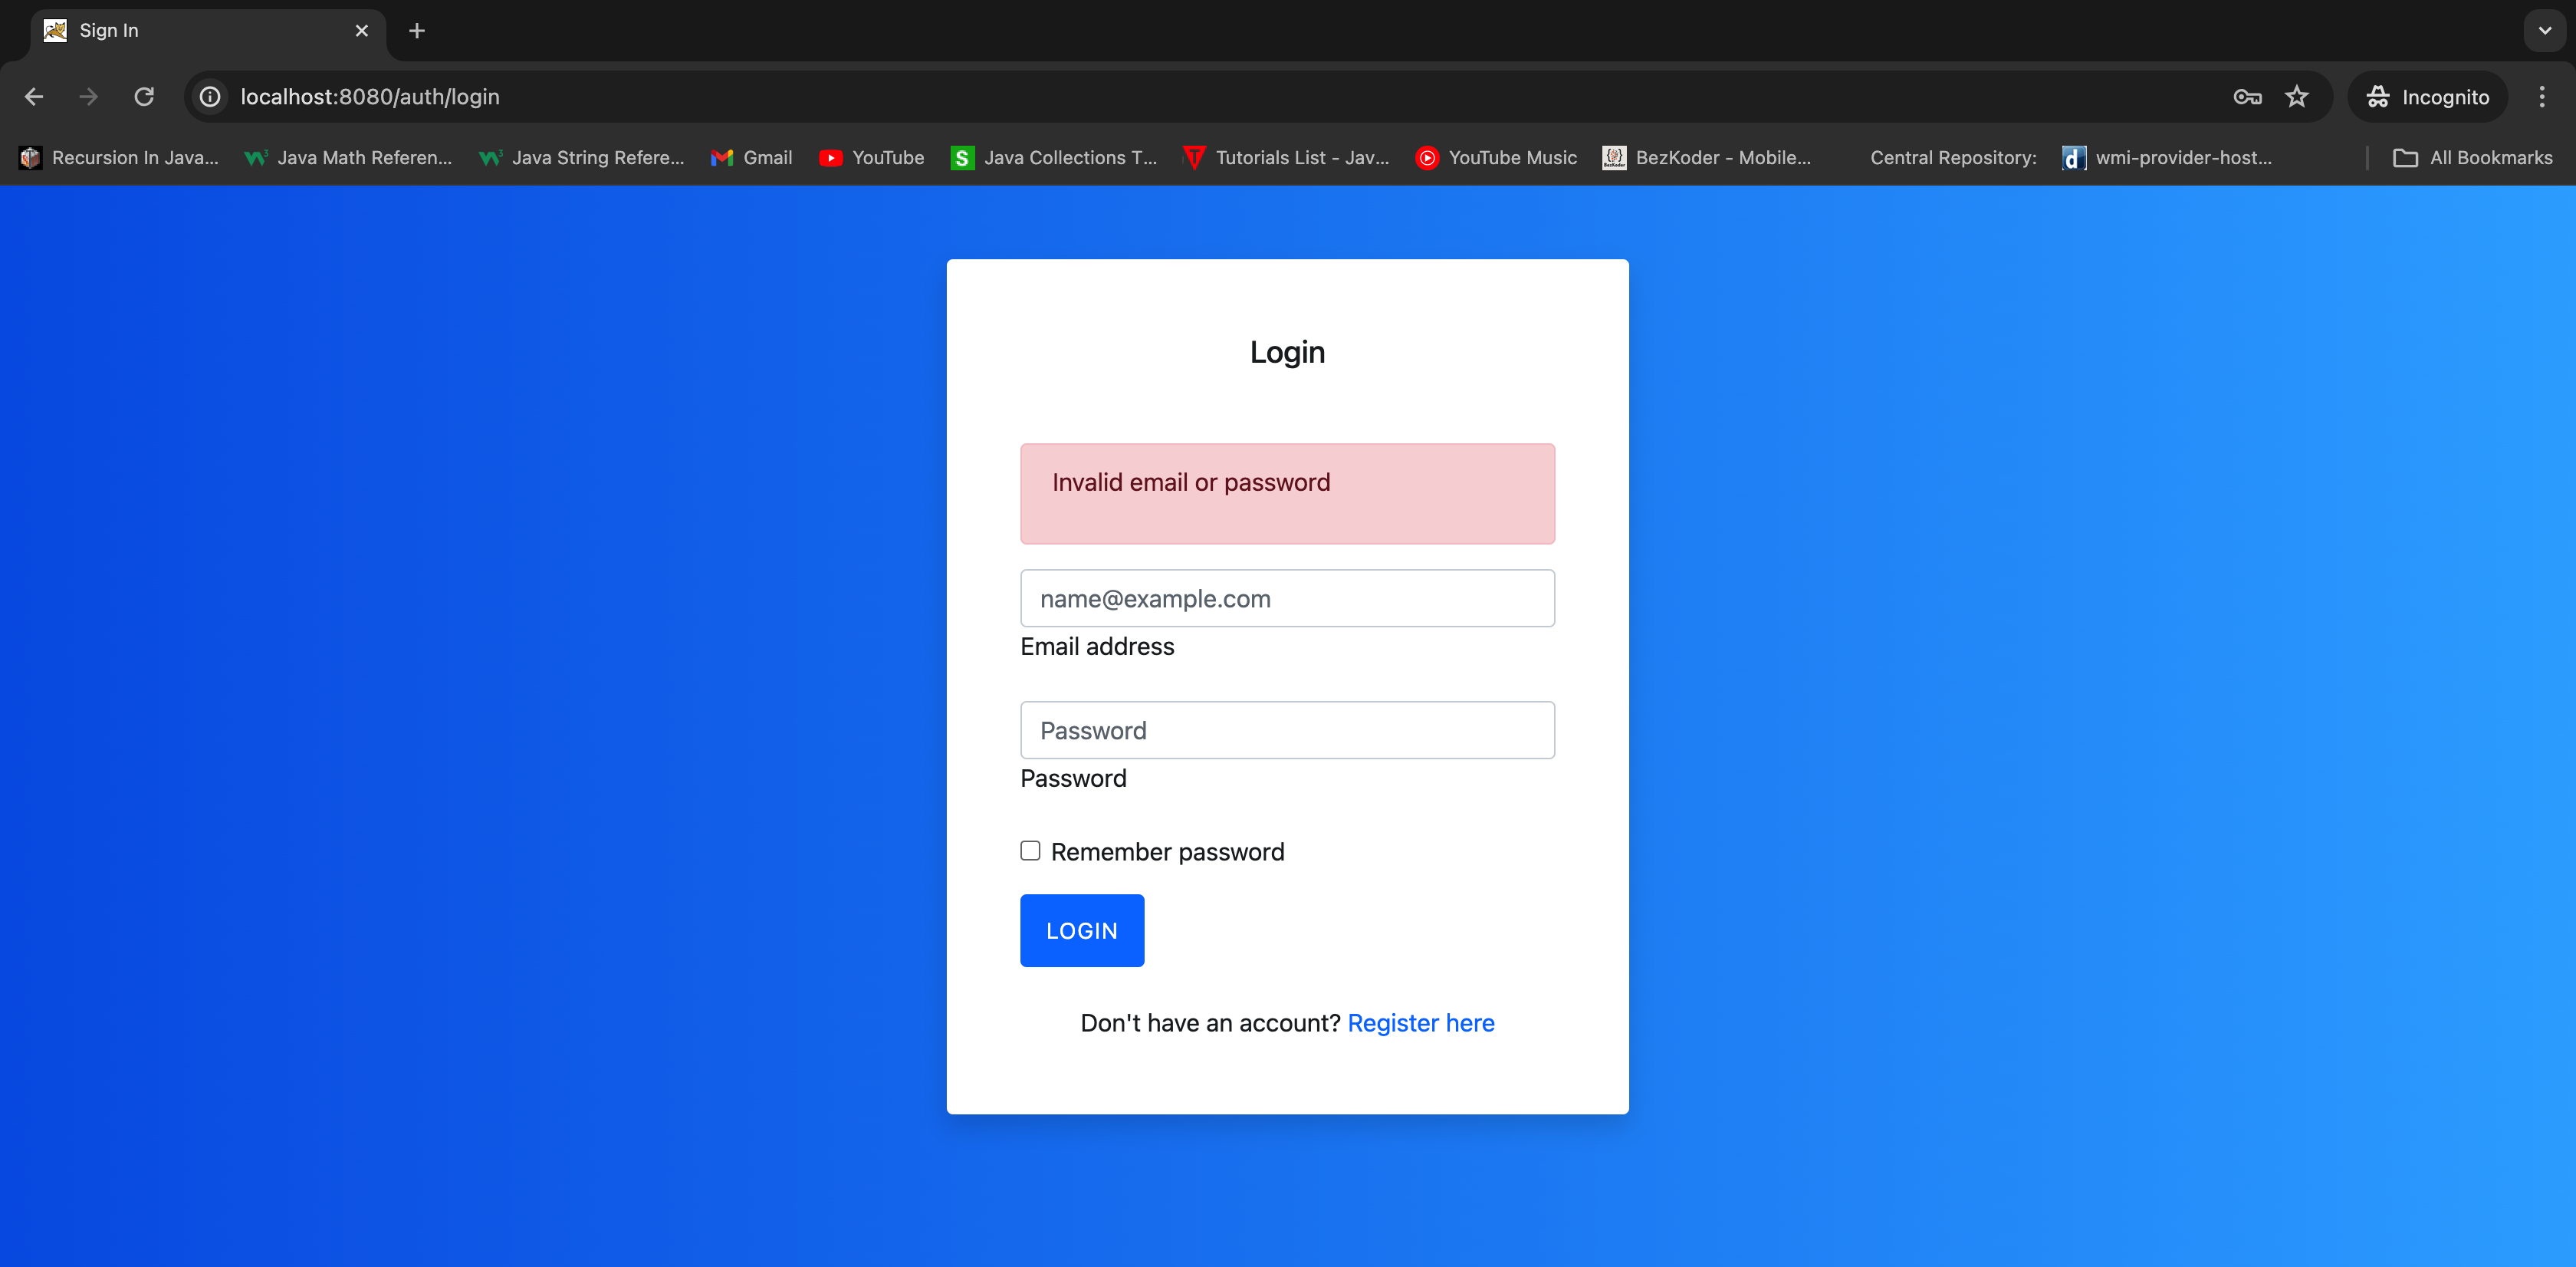 Sign In
localhost:8080/auth/login
Incognito
Recursion In Java...
Java Math Referen...
Java String Refere...
Gmail
YouTube
Java Collections T...
Tutorials List - Jav...
YouTube Music
BezKoder - Mobile...
Central Repository:
wmi-provider-host...
All Bookmarks
Login
Invalid email or password
name@example.com
Email address
Password
Password
Remember password
LOGIN
Don't have an account? Register here